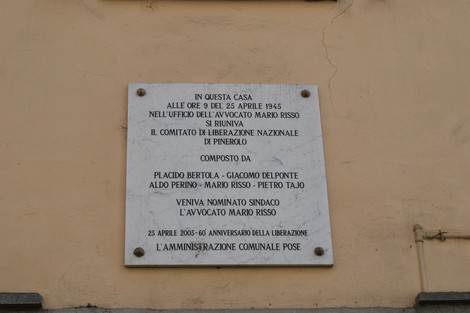 IN QUESTA CASA
ALLE ORE 9 DEL 25 APRILE 1945
NELL'UFFICIO DELL'AVVOCATO MARIO RISSO
SI RIUNIVA
IL COMITATO DI LIBERAZIONE NAZIONALE
DI PINEROLO
COMPOSTO DA
PLACIDO BERTOLA - GIACOMO DELPONTE
ALDO PERINO - MARIO RISSO - PIETRO TAJO
VENIVA NOMINATO SINDACO
L'AVVOCATO MARIO RISSO
25 APRILE 2005 - 60° ANNIVERSARIO DELLA LIBERAZIONE
L'AMMINISTRAZIONE COMUNALE POSE